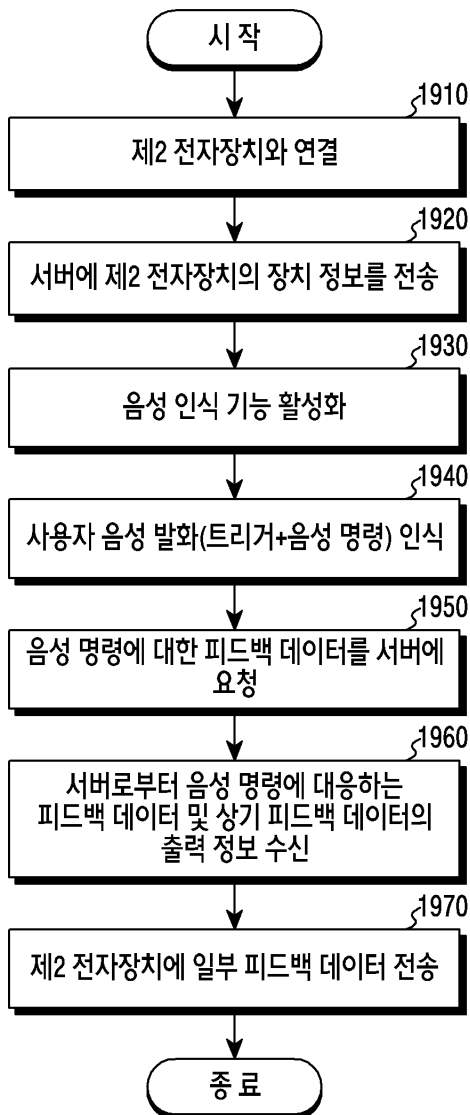 시 작
1910
제2 전자장치와 연결
1920
서버에 제2 전자장치의 장치 정보를 전송
1930
음성 인식 기능 활성화
1940
사용자 음성 발화(트리거+음성 명령) 인식
1950
음성 명령에 대한 피드백 데이터를 서버에
요청
1960
서버로부터 음성 명령에 대응하는
피드백 데이터 및 상기 피드백 데이터의
출력 정보 수신
1970
제2 전자장치에 일부 피드백 데이터 전송
종 료